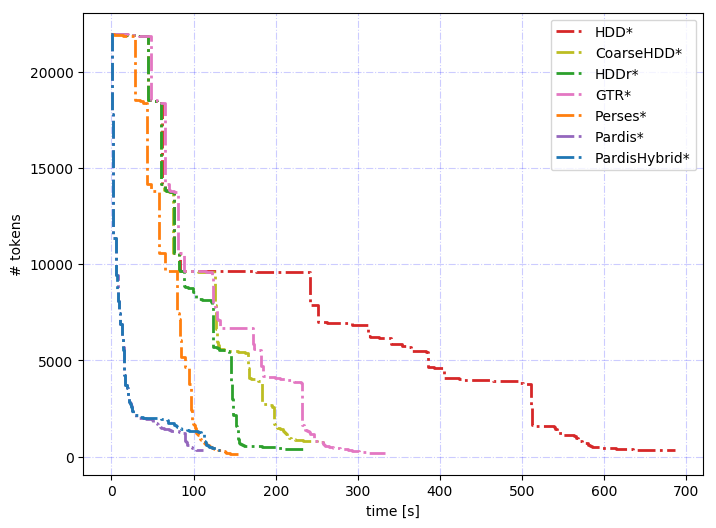 HDD*
CoarseHDD*
HDDr*
GTR*
Perses*
Pardis*
PardisHybrid*
# tokens
20000
15000
10000
5000
0
0 100 200 300 400 500 600 700
time [s]